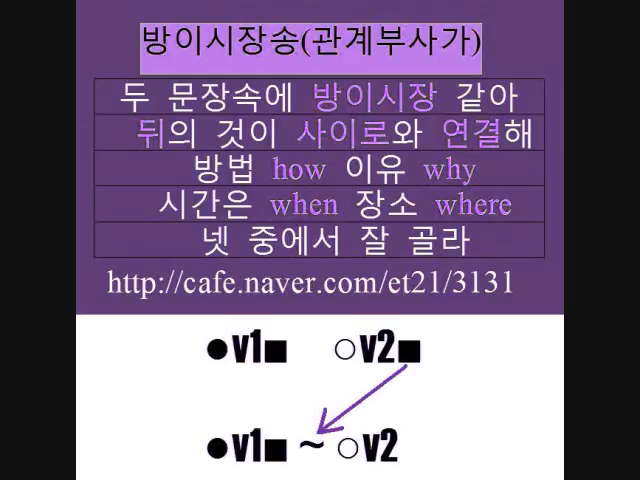 방이시장송(관계부사가)
두 문장속에 방이시장 같아
뒤의 것이 사이로와 연결해
방법 how 이유 why
시간은 when 장소 where
넷 중에서 잘 골라
http://cafe.naver.com/et21/3131
●v1■ ○v2■
●v1■ ~ ○v2